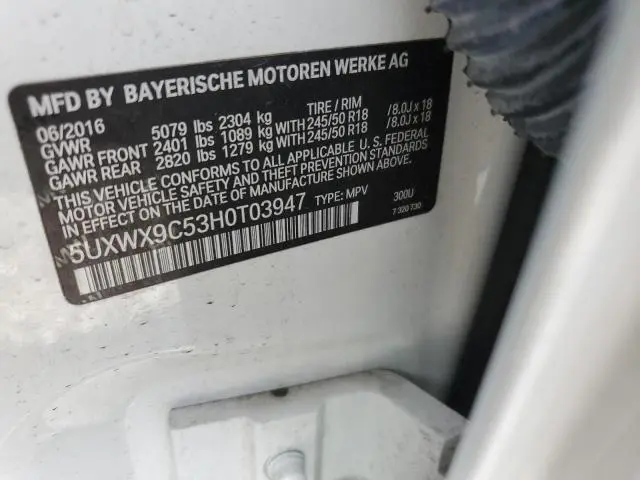 MFD BY BAYERISCHE MOTOREN WERKE AG
06/2016 TIRE / RIM
GVWR 5079 lbs 2304 kg
GAWR FRONT 2401 lbs 1089 kg WITH 245/50 R18 /8.0J x 18
GAWR REAR 2820 lbs 1279 kg WITH 245/50 R18 /8.0J x 18
THIS VEHICLE CONFORMS TO ALL APPLICABLE U.S. FEDERAL
MOTOR VEHICLE SAFETY AND THEFT PREVENTION STANDARDS
IN EFFECT ON THE DATE OF MANUFACTURE SHOWN ABOVE.
5UXWX9C53H0T03947 TYPE: MPV 300U
7 320 730